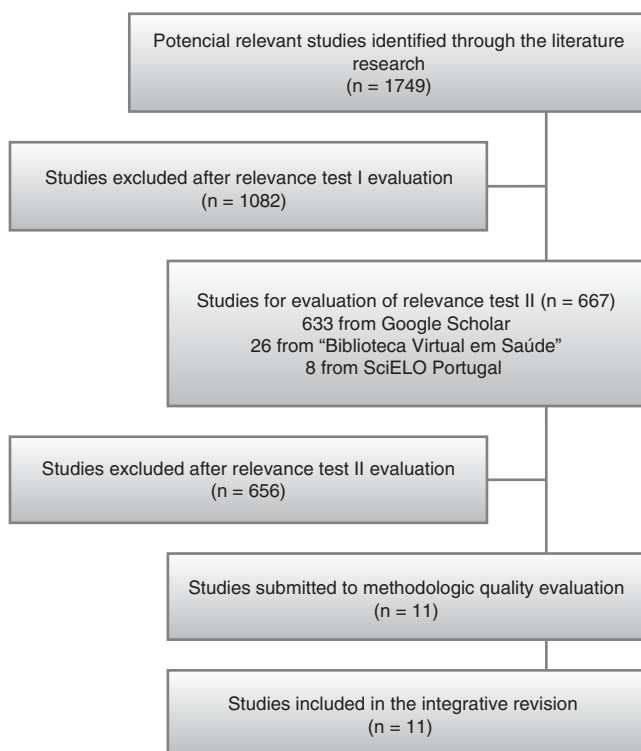 Potencial relevant studies identified through the literature
research
(n = 1749)
Studies excluded after relevance test I evaluation
(n = 1082)
Studies for evaluation of relevance test II (n = 667)
633 from Google Scholar
26 from “Biblioteca Virtual em Saúde”
8 from SciELO Portugal
Studies excluded after relevance test II evaluation
(n = 656)
Studies submitted to methodologic quality evaluation
(n = 11)
Studies included in the integrative revision
(n = 11)